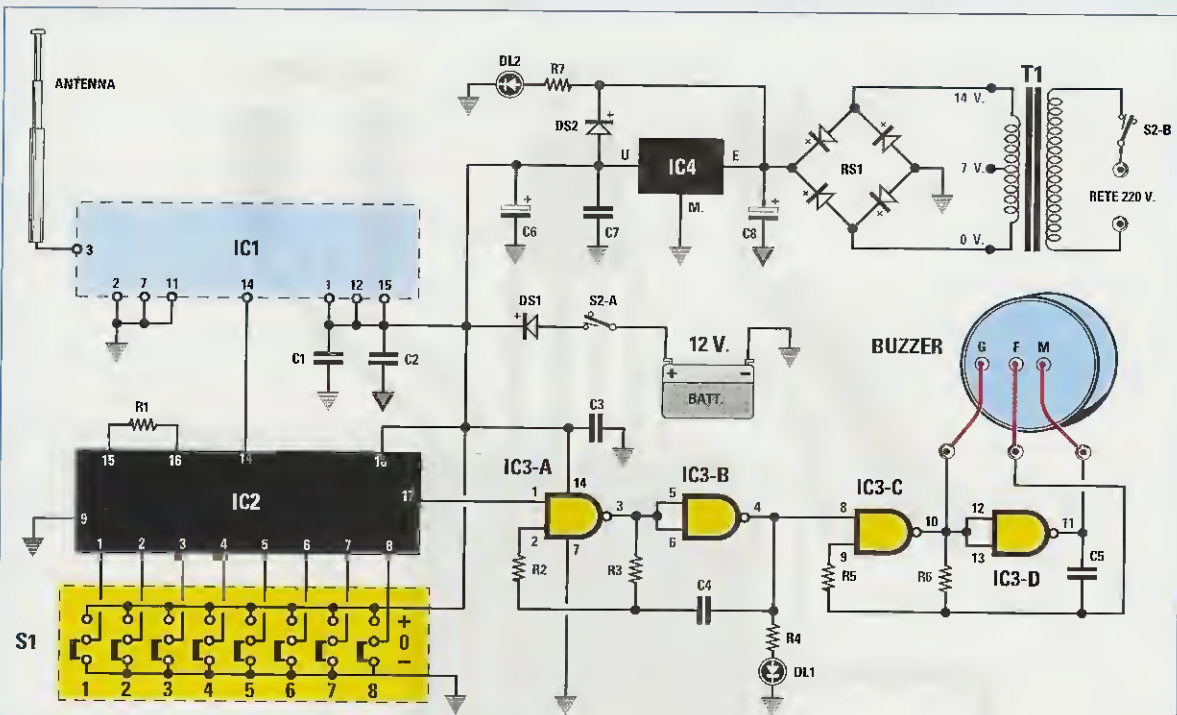 ANTENNA
DL2
R7
DS2
U
IC4
E
M.
C6
C7
C8
RS1
T1
14 V.
7 V.
0 V.
S2-B
RETE 220 V.
3
IC1
2 7 11 14 1 12 15
C1
C2
DS1
S2-A
12 V.
+ -
BATT.
BUZZER
G F M
R1
15 16 14 18
IC2
17
9
1 2 3 4 5 6 7 8
S1
+
0
-
1 2 3 4 5 6 7 8
C3
IC3-A
1
14
2
3
7
R2
R3
IC3-B
5
6
4
C4
R4
DL1
IC3-C
8
9
10
R5
R6
12
13
11
IC3-D
C5